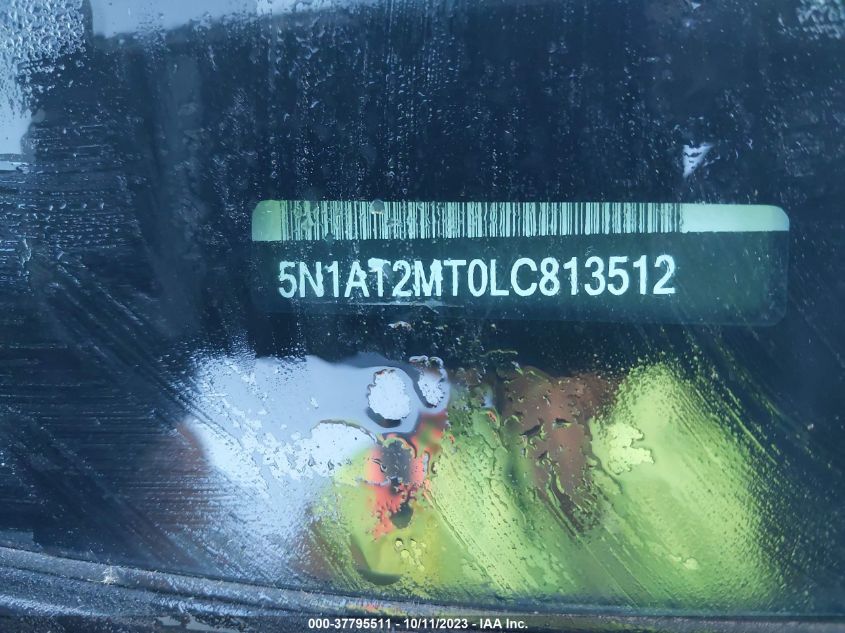 5N1AT2MT0LC813512
000-37795511 - 10/11/2023 - IAA Inc.